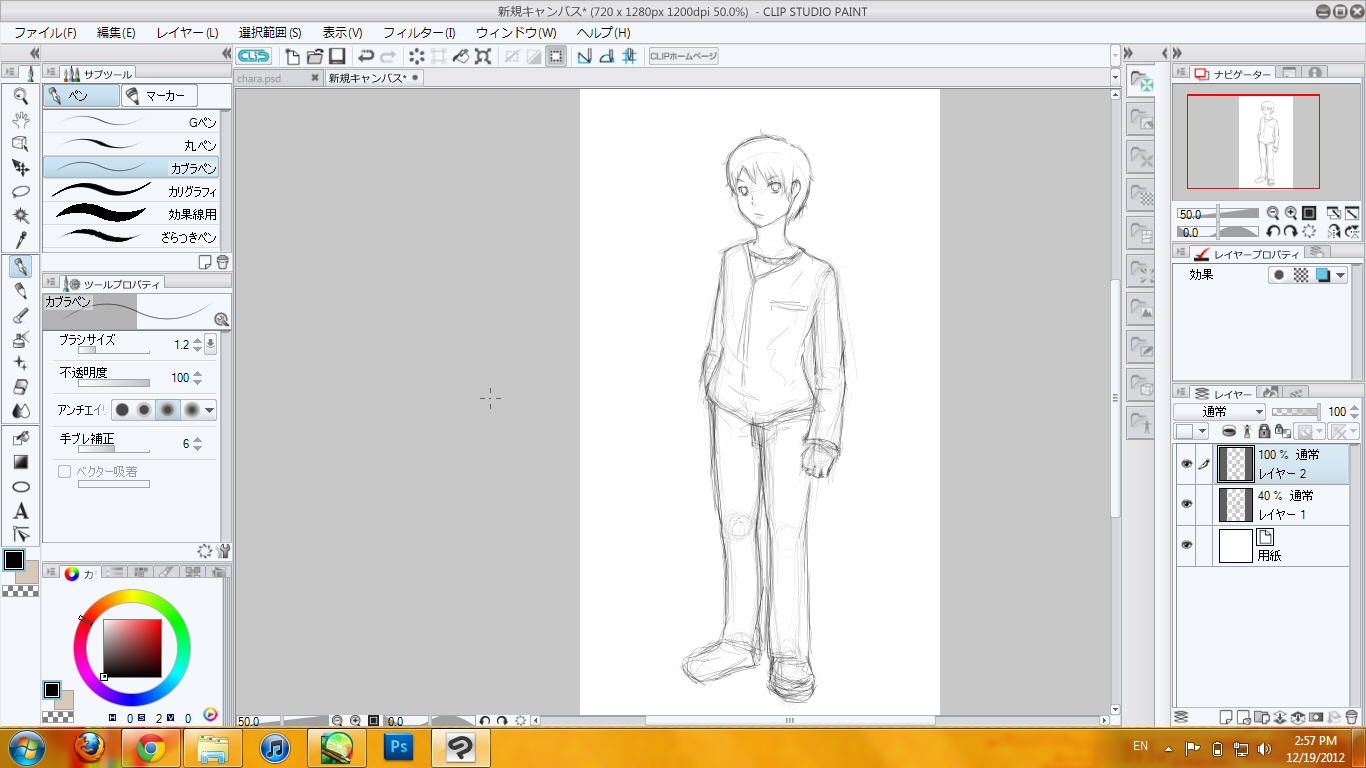 新規キャンバス* (720 x 1280px 1200dpi 50.0%)  - CLIP STUDIO PAINT
ファイル(F) 編集(E) レイヤー(L) 選択範囲(S) 表示(V) フィルター(I) ウィンドウ(W) ヘルプ(H)
CLIP CLIPホームページ
chara.psd 新規キャンバス*
サブツール
ペン マーカー
Gペン
丸ペン
カブラペン
カリグラフィ
効果線用
ざらつきペン
ツールプロパティ
カブラペン
ブラシサイズ 1.2
不透明度 100
アンチエイ
手ブレ補正 6
ベクター吸着
A
カ
H 0 S 2 V 0
50.0 0.0
ナビゲーター
50.0
0.0
レイヤープロパティ
効果
レイヤー
通常 100
100 % 通常
レイヤー 2
40 % 通常
レイヤー 1
用紙
Ps
EN
2:57 PM
12/19/2012